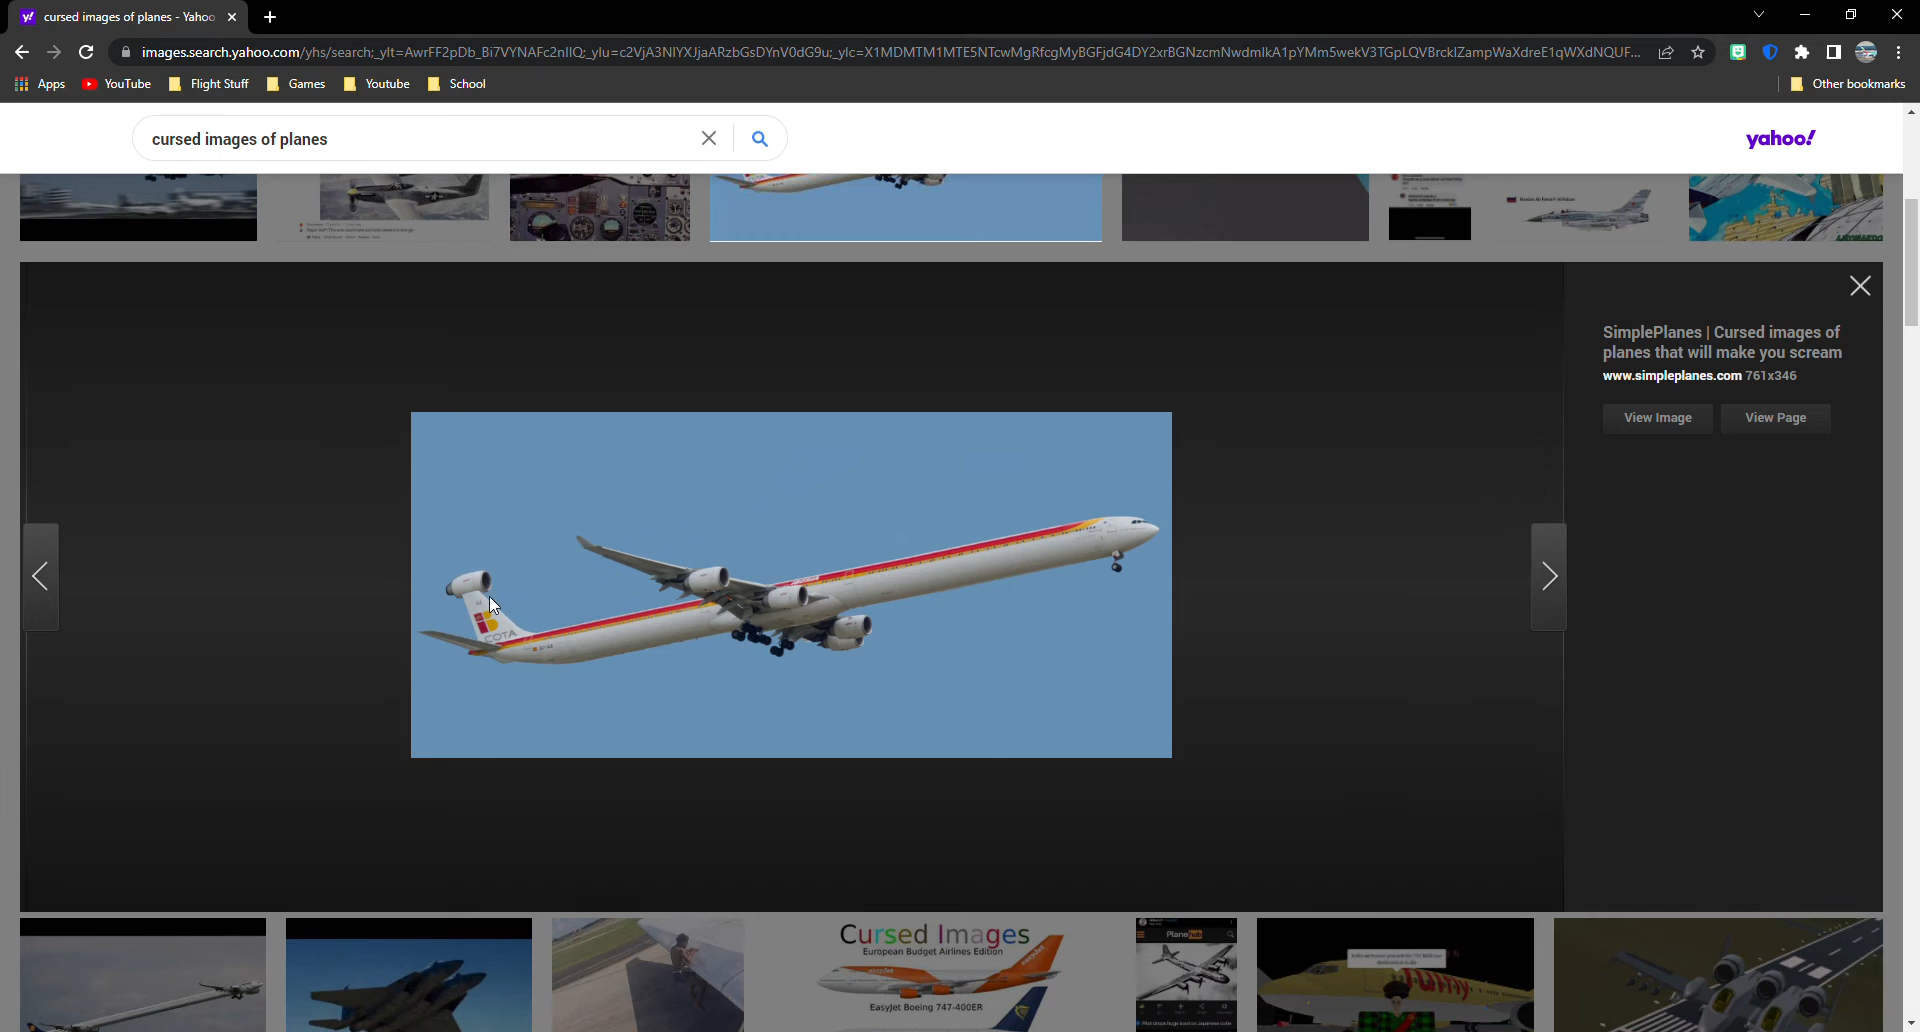 cursed images of planes - Yahoo
images.search.yahoo.com/yhs/search;_ylt=AwrFF2pDb_Bi7VYNAFc2nIlQ;_ylu=c2VjA3NlYXJjaARzbGsDYnV0dG9u;_ylc=X1MDMTM1MTE5NTcwMgRfcgMyBGFjdG4DY2xrBGNzcmNwdmlkA1pYMm5wekV3TGpLQVBrcklZampWaXdreE1qWXdNQUF...
Apps
YouTube
Flight Stuff
Games
Youtube
School
Other bookmarks
cursed images of planes
yahoo!
SimplePlanes | Cursed images of
planes that will make you scream
www.simpleplanes.com 761x346
View Image
View Page
COTA
Cursed Images
European Budget Airlines Edition
easyJet
EasyJet Boeing 747-400ER
Planehub